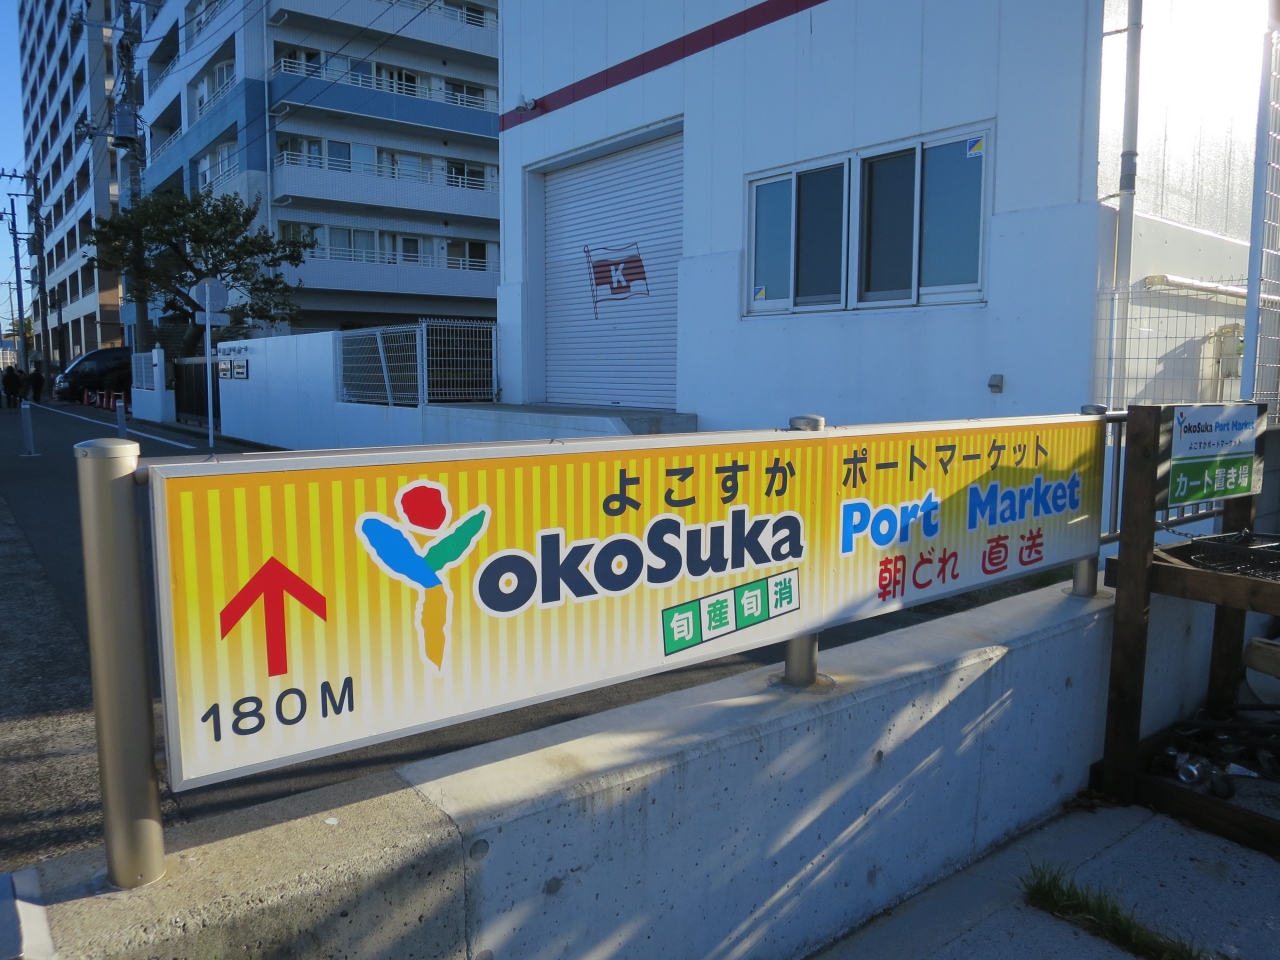 よこすか ポートマーケット
YokoSuka Port Market
旬産旬消 朝どれ 直送
180M
K
YokoSuka Port Market
よこすかポートマーケット
カート置き場